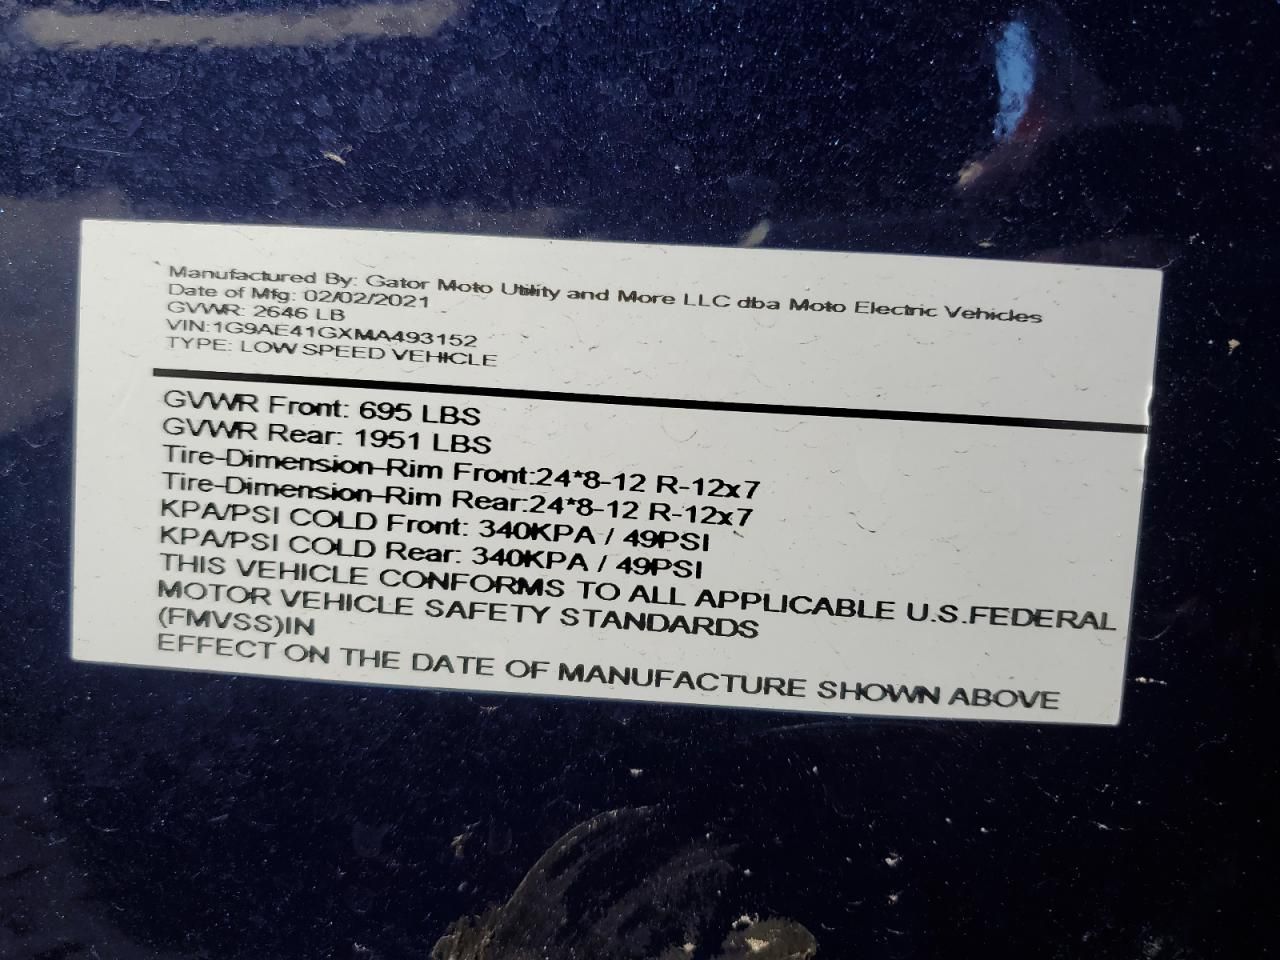 Manufactured By: Gator Moto Utility and More LLC dba Moto Electric Vehicles
Date of Mfg: 02/02/2021
GVWR: 2646 LB
VIN:1G9AE41GXMA493152
TYPE: LOW SPEED VEHICLE
GVWR Front: 695 LBS
GVWR Rear: 1951 LBS
Tire-Dimension-Rim Front:24*8-12 R-12x7
Tire-Dimension-Rim Rear:24*8-12 R-12x7
KPA/PSI COLD Front: 340KPA / 49PSI
KPA/PSI COLD Rear: 340KPA / 49PSI
THIS VEHICLE CONFORMS TO ALL APPLICABLE U.S.FEDERAL
MOTOR VEHICLE SAFETY STANDARDS
(FMVSS)IN
EFFECT ON THE DATE OF MANUFACTURE SHOWN ABOVE